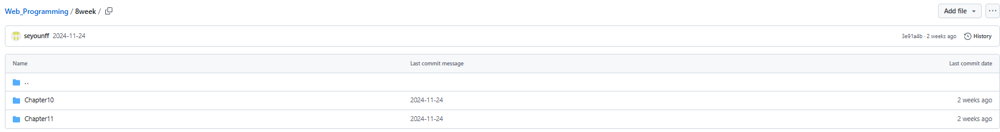 Web_Programming / 8week / Add file ...
seyounff 2024-11-24 3e91a4b · 2 weeks ago History
Name Last commit message Last commit date
..
Chapter10 2024-11-24 2 weeks ago
Chapter11 2024-11-24 2 weeks ago